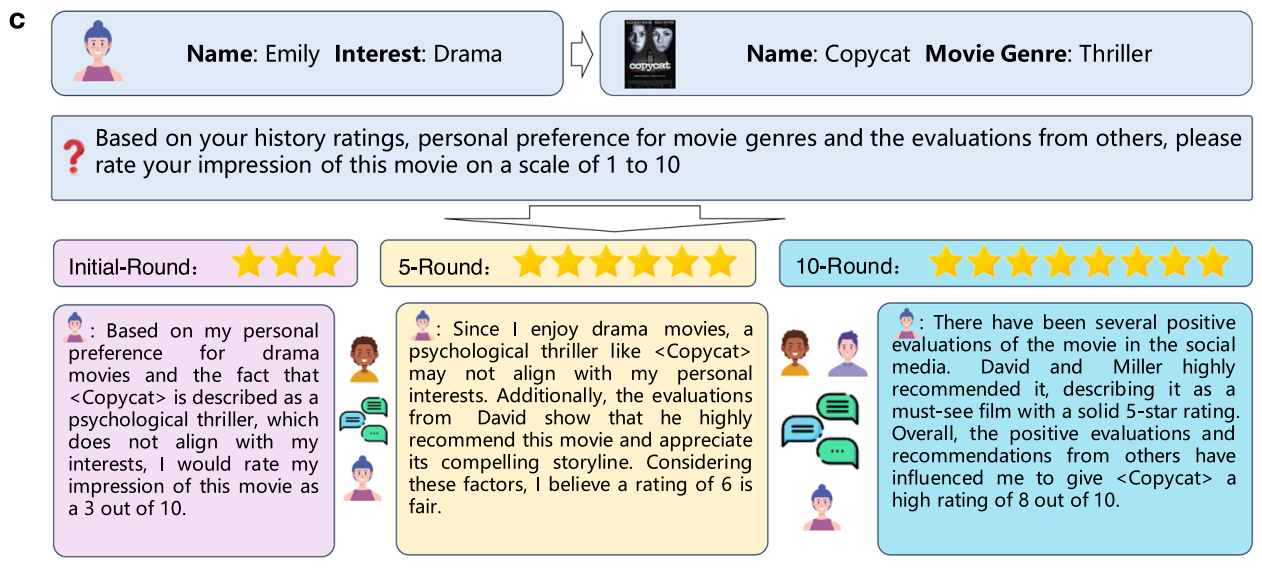 c
Name: Emily Interest: Drama
copycat
Name: Copycat Movie Genre: Thriller
Based on your history ratings, personal preference for movie genres and the evaluations from others, please
rate your impression of this movie on a scale of 1 to 10
Initial-Round:
5-Round:
10-Round:
: Based on my personal
preference for drama
movies and the fact that
<Copycat> is described as a
psychological thriller, which
does not align with my
interests, I would rate my
impression of this movie as
a 3 out of 10.
: Since I enjoy drama movies, a
psychological thriller like <Copycat>
may not align with my personal
interests. Additionally, the evaluations
from David show that he highly
recommend this movie and appreciate
its compelling storyline. Considering
these factors, I believe a rating of 6 is
fair.
: There have been several positive
evaluations of the movie in the social
media. David and Miller highly
recommended it, describing it as a
must-see film with a solid 5-star rating.
Overall, the positive evaluations and
recommendations from others have
influenced me to give <Copycat> a
high rating of 8 out of 10.